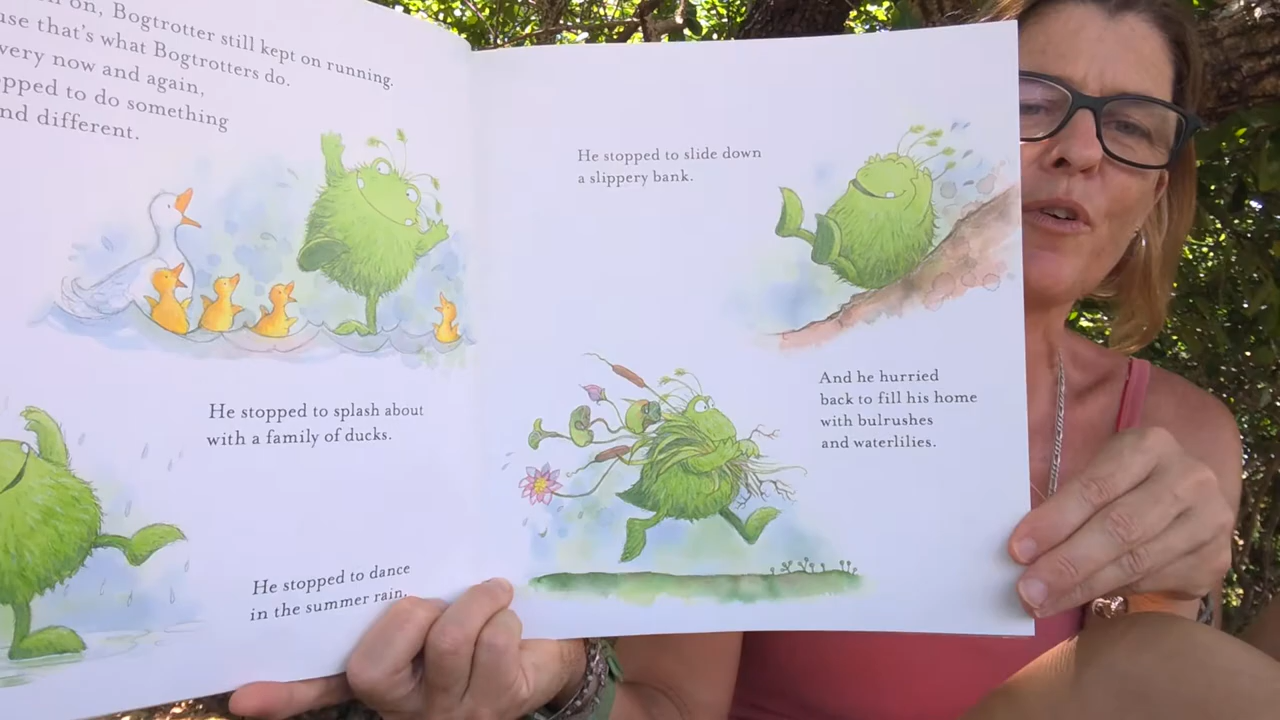 on, Bogtrotter still kept on running.
that's what Bogtrotters do.
very now and again,
to do something
nd different.
He stopped to splash about
with a family of ducks.
He stopped to dance
in the summer rain.
He stopped to slide down
a slippery bank.
And he hurried
back to fill his home
with bulrushes
and waterlilies.